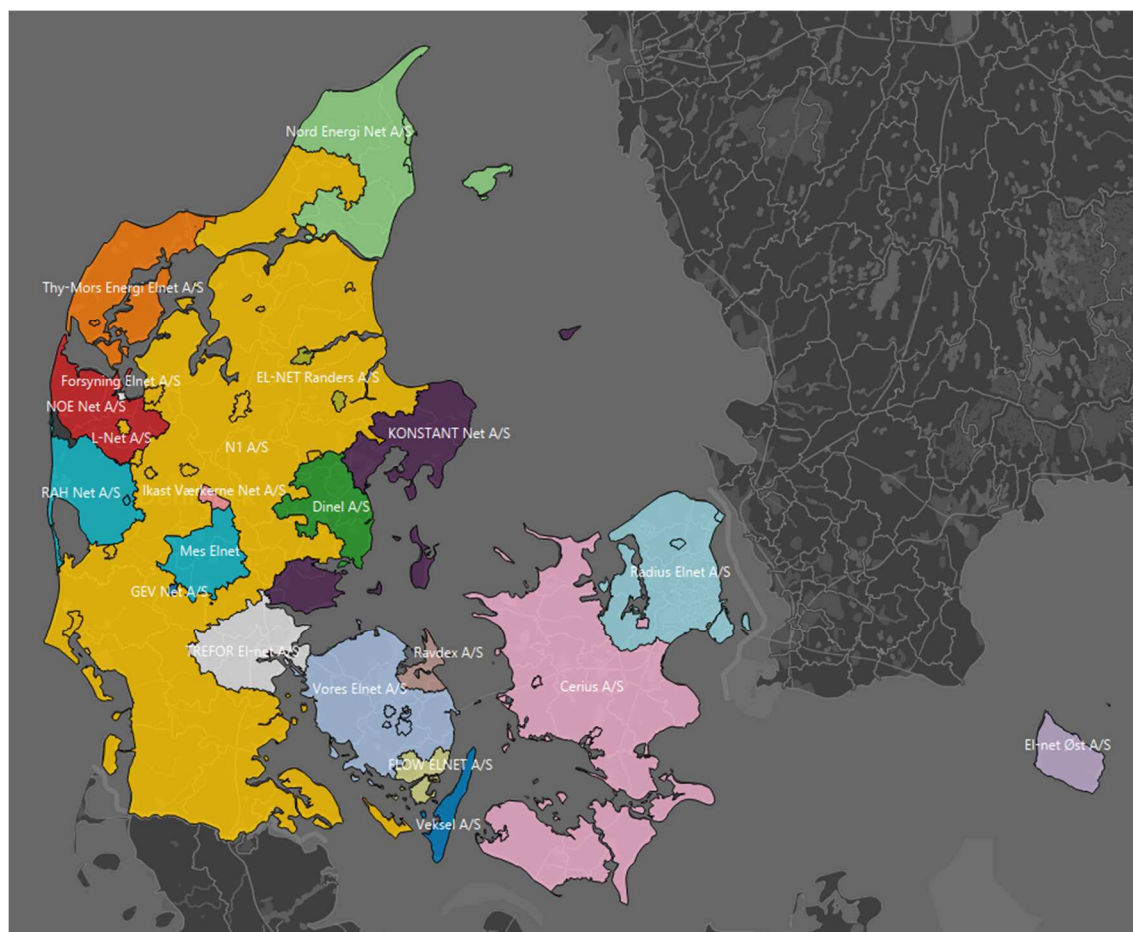 Nord Energi Net A/S
Thy-Mors Energi Elnet A/S
Forsyning Elnet A/S
EL-NET Randers A/S
NOE Net A/S
L-Net A/S
KONSTANT Net A/S
N1 A/S
RAH Net A/S
Ikast Værkerne Net A/S
Dinel A/S
Mes Elnet
Radius Elnet A/S
GEV Net A/S
TREFOR El-net A/S
Ravdex A/S
Vores Elnet A/S
Cerius A/S
El-net Øst A/S
FLOW ELNET A/S
Veksel A/S